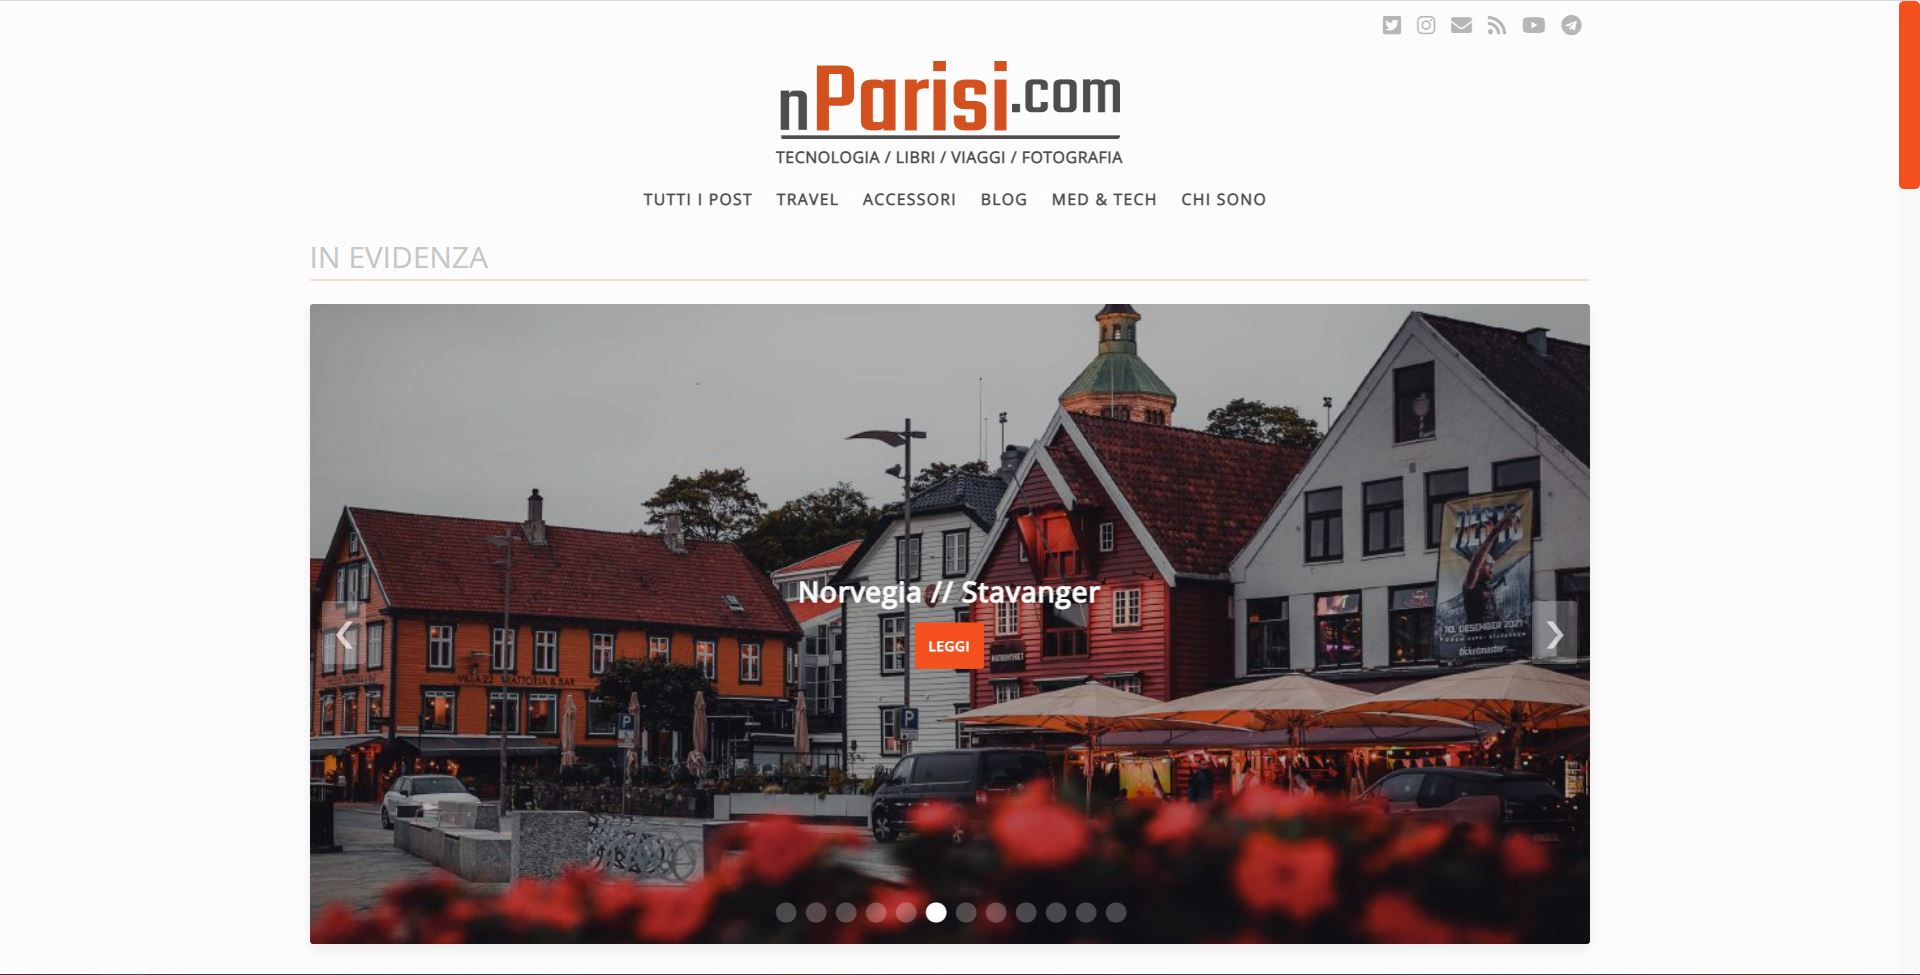 nParisi.com
TECNOLOGIA / LIBRI / VIAGGI / FOTOGRAFIA
TUTTI I POST TRAVEL ACCESSORI BLOG MED & TECH CHI SONO
IN EVIDENZA
Norvegia // Stavanger
LEGGI
VILLA 22 TRATTORIA & BAR
P
P
10. DESEMBER 2021
ticketmaster